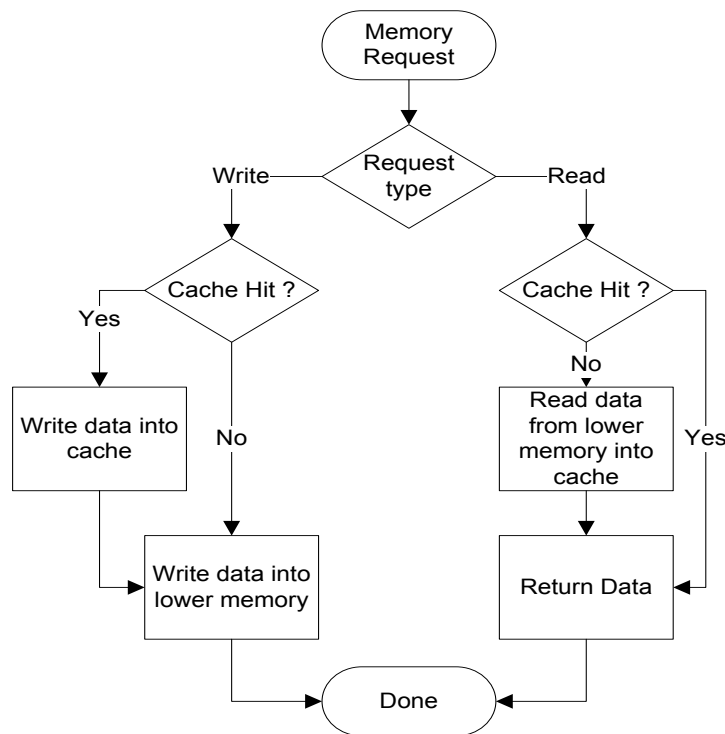 Memory
Request
Request
type
Write
Read
Cache Hit ?
Cache Hit ?
Yes
No
Write data into
cache
No
Read data
from lower
memory into
cache
Yes
Write data into
lower memory
Return Data
Done